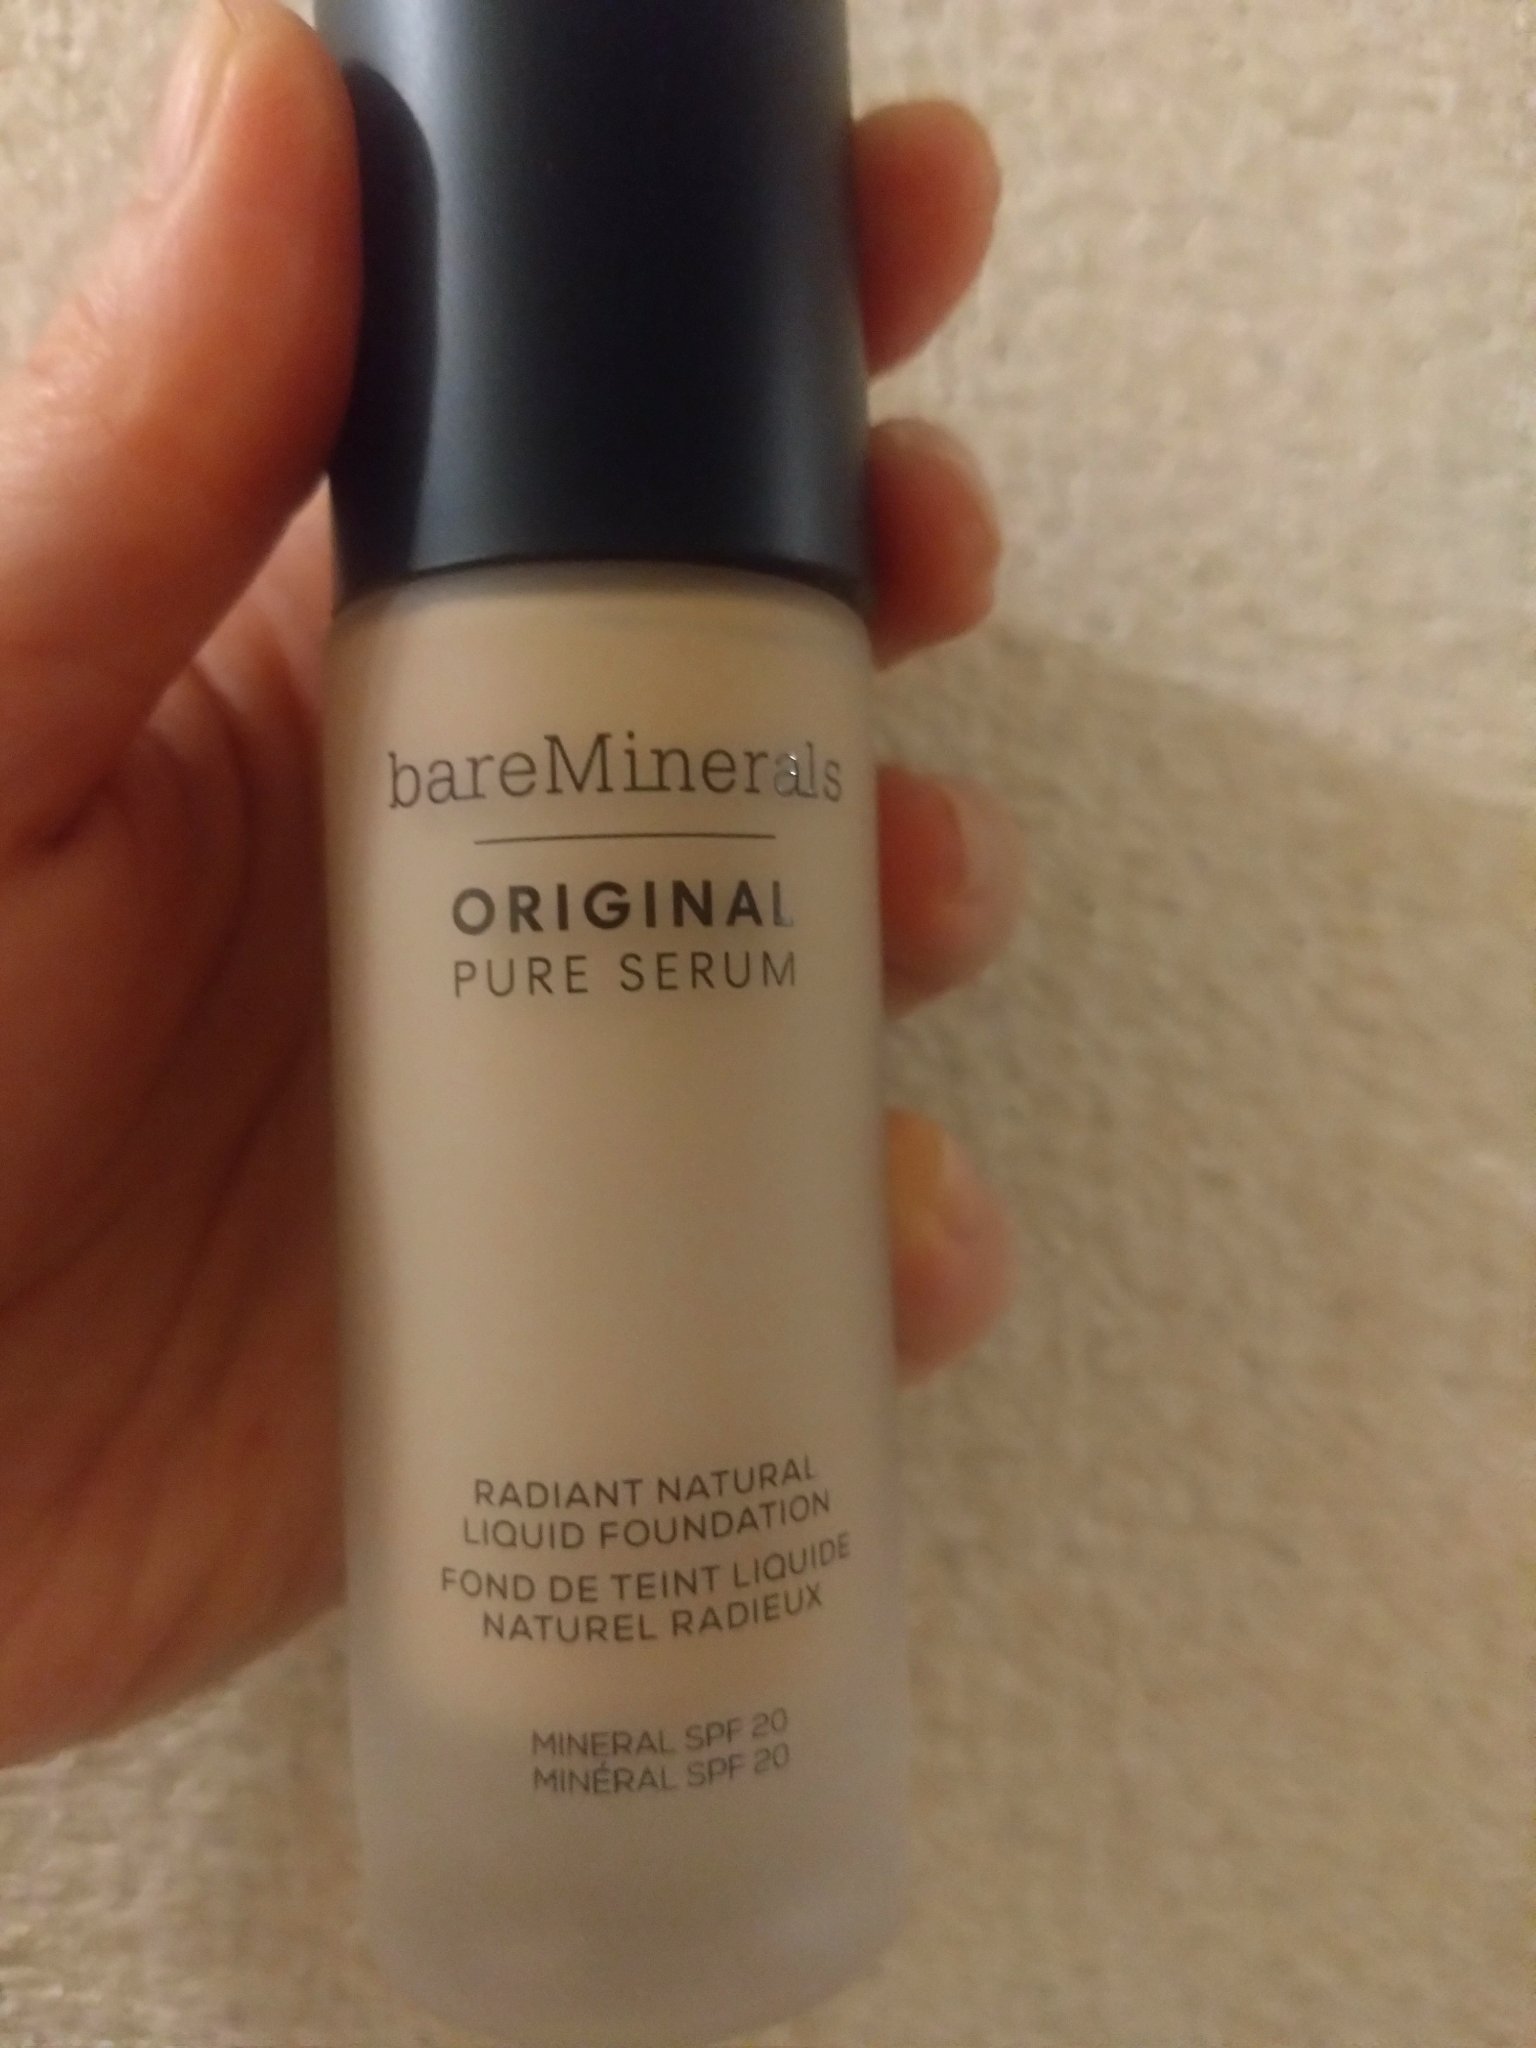 bareMinerals
ORIGINAL
PURE SERUM
RADIANT NATURAL
LIQUID FOUNDATION
FOND DE TEINT LIQUIDE
NATUREL RADIEUX
MINERAL SPF 20
MINÉRAL SPF 20